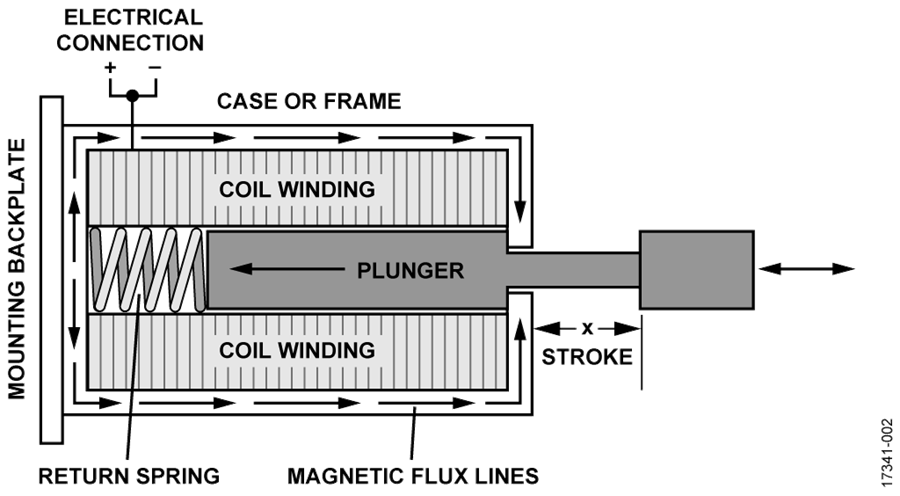 ELECTRICAL
CONNECTION
+ –
CASE OR FRAME
MOUNTING BACKPLATE
COIL WINDING
PLUNGER
COIL WINDING
x
STROKE
RETURN SPRING
MAGNETIC FLUX LINES
17341-002